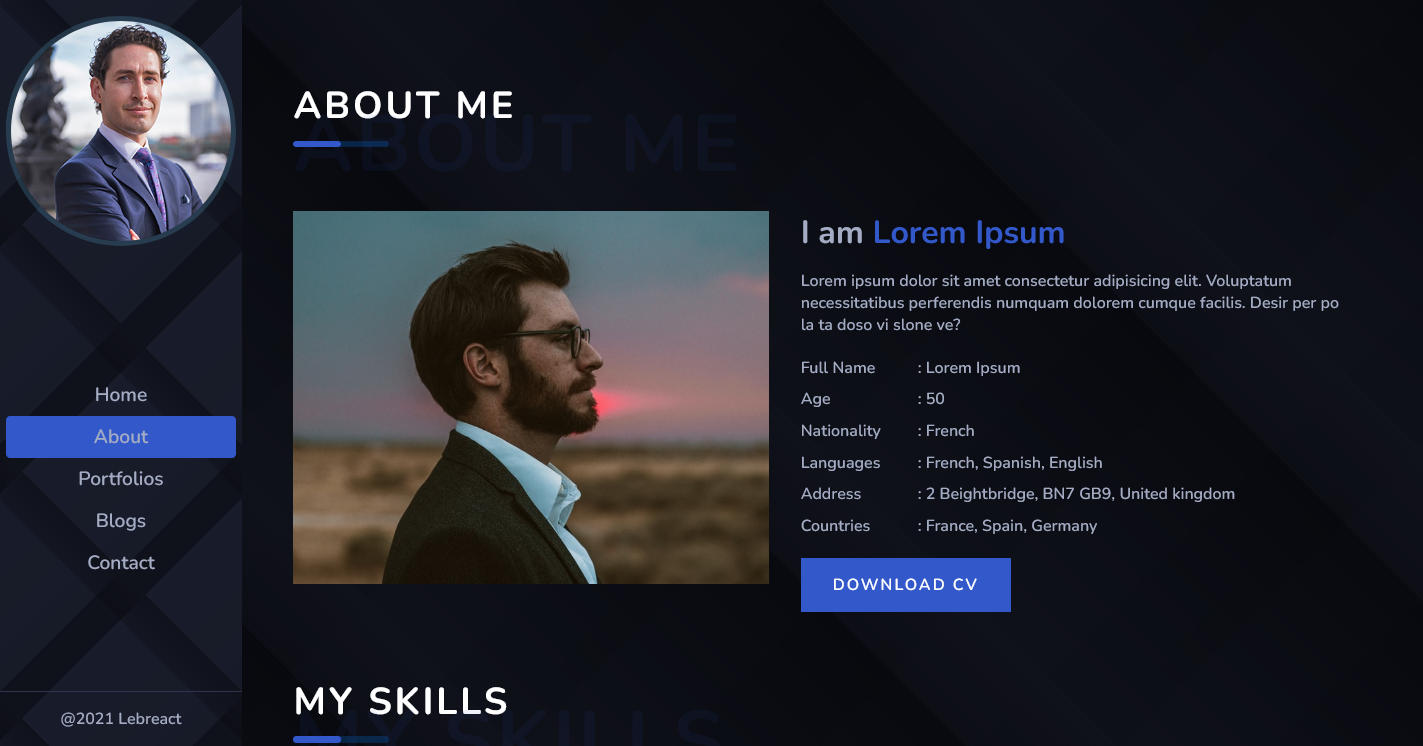 Home
About
Portfolios
Blogs
Contact
@2021 Lebreact
ABOUT ME
ABOUT ME
I am Lorem Ipsum
Lorem ipsum dolor sit amet consectetur adipisicing elit. Voluptatum
necessitatibus perferendis numquam dolorem cumque facilis. Desir per po
la ta doso vi slone ve?
Full Name : Lorem Ipsum
Age : 50
Nationality : French
Languages : French, Spanish, English
Address : 2 Beightbridge, BN7 GB9, United kingdom
Countries : France, Spain, Germany
DOWNLOAD CV
MY SKILLS
MY SKILLS